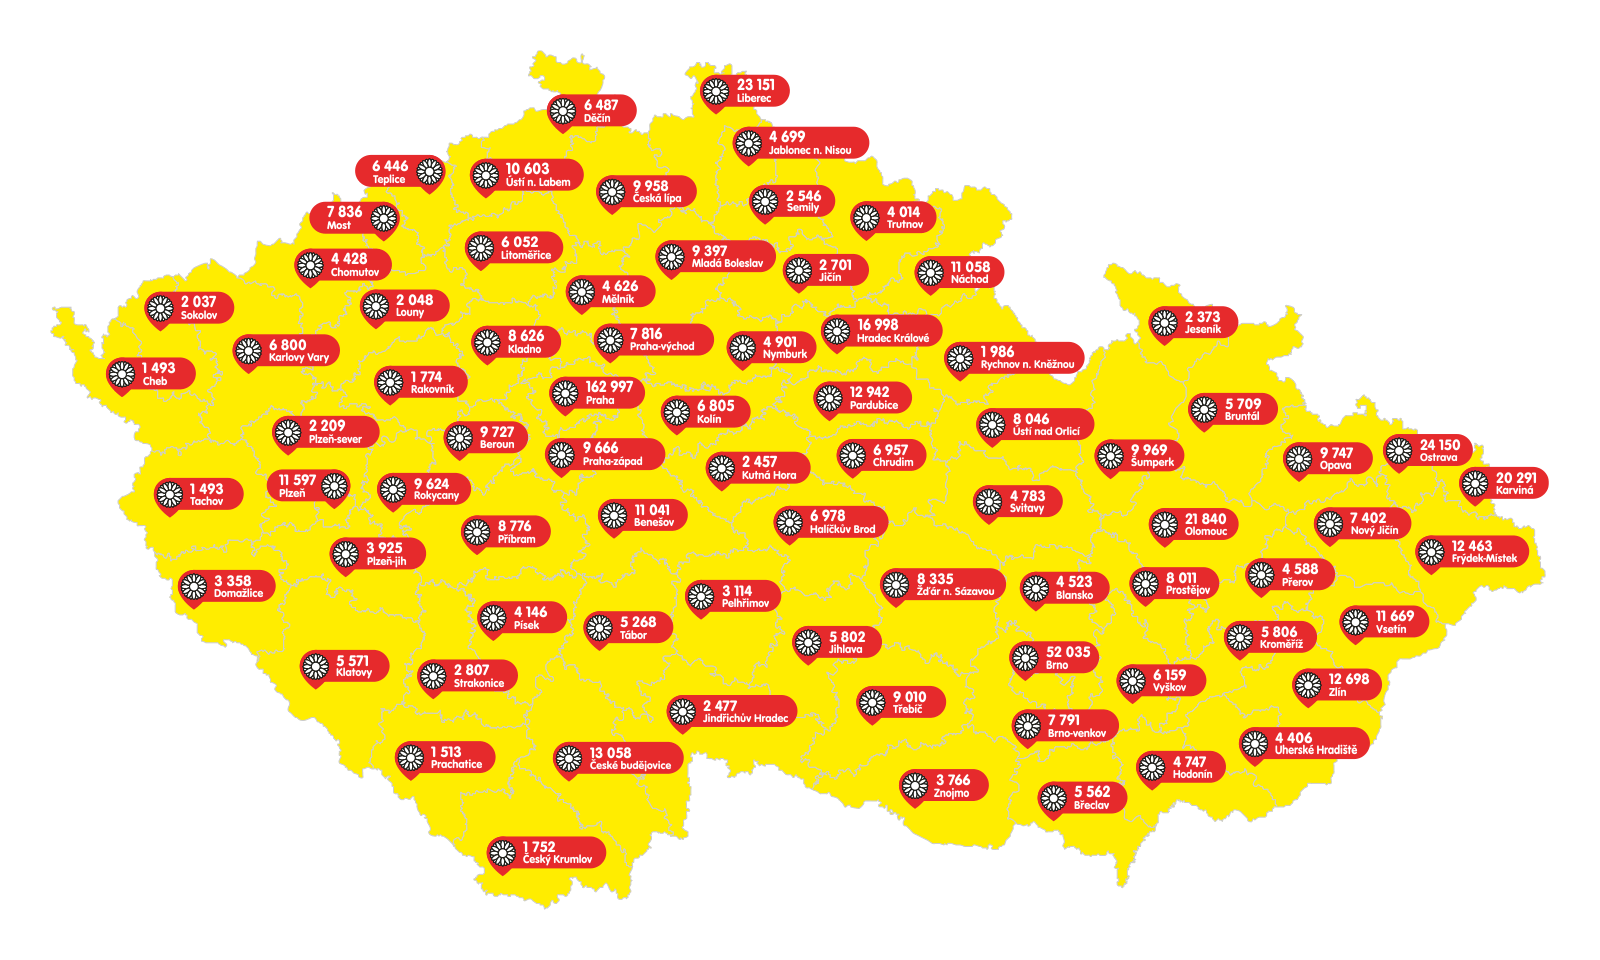 23 151
Liberec
6 487
Děčín
4 699
Jablonec n. Nisou
6 446
Teplice
10 603
Ústí n. Labem
9 958
Česká lípa
2 546
Semily
7 836
Most
4 014
Trutnov
6 052
Litoměřice
9 397
Mladá Boleslav
4 428
Chomutov
2 701
Jičín
11 058
Náchod
4 626
Mělník
2 037
Sokolov
2 048
Louny
2 373
Jeseník
8 626
Kladno
7 816
Praha-východ
16 998
Hradec Králové
6 800
Karlovy Vary
4 901
Nymburk
1 986
Rychnov n. Kněžnou
1 493
Cheb
1 774
Rakovník
162 997
Praha
12 942
Pardubice
6 805
Kolín
5 709
Bruntál
2 209
Plzeň-sever
9 727
Beroun
8 046
Ústí nad Orlicí
9 666
Praha-západ
6 957
Chrudim
9 969
Šumperk
9 747
Opava
24 150
Ostrava
2 457
Kutná Hora
11 597
Plzeň
20 291
Karviná
1 493
Tachov
9 624
Rokycany
4 783
Svitavy
11 041
Benešov
6 978
Halíčkův Brod
21 840
Olomouc
7 402
Nový Jičín
8 776
Příbram
3 925
Plzeň-jih
12 463
Frýdek-Místek
3 358
Domažlice
8 335
Žďár n. Sázavou
4 523
Blansko
8 011
Prostějov
4 588
Přerov
3 114
Pelhřimov
4 146
Písek
5 268
Tábor
11 669
Vsetín
5 802
Jihlava
5 806
Kroměříž
5 571
Klatovy
52 035
Brno
2 807
Strakonice
6 159
Vyškov
12 698
Zlín
9 010
Třebíč
2 477
Jindřichův Hradec
7 791
Brno-venkov
4 406
Uherské Hradiště
1 513
Prachatice
13 058
České budějovice
4 747
Hodonín
3 766
Znojmo
5 562
Břeclav
1 752
Český Krumlov